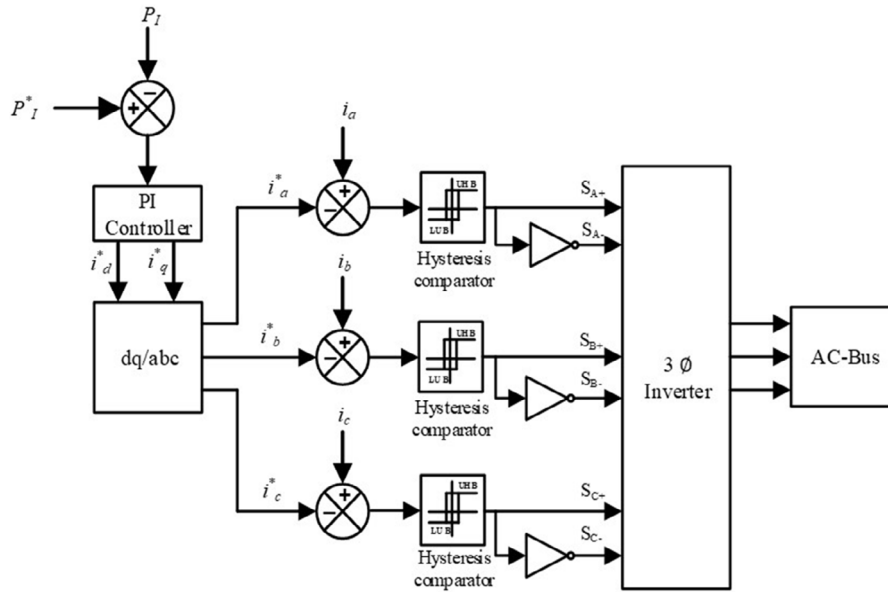 P_I
P*_I
+
−
PI
Controller
i*_d
i*_q
dq/abc
i*_a
i*_b
i*_c
i_a
+
−
UHB
LUB
Hysteresis
comparator
S_A+
S_A-
i_b
+
−
UHB
LUB
Hysteresis
comparator
S_B+
S_B-
i_c
+
−
UHB
LUB
Hysteresis
comparator
S_C+
S_C-
3 Ø
Inverter
AC-Bus